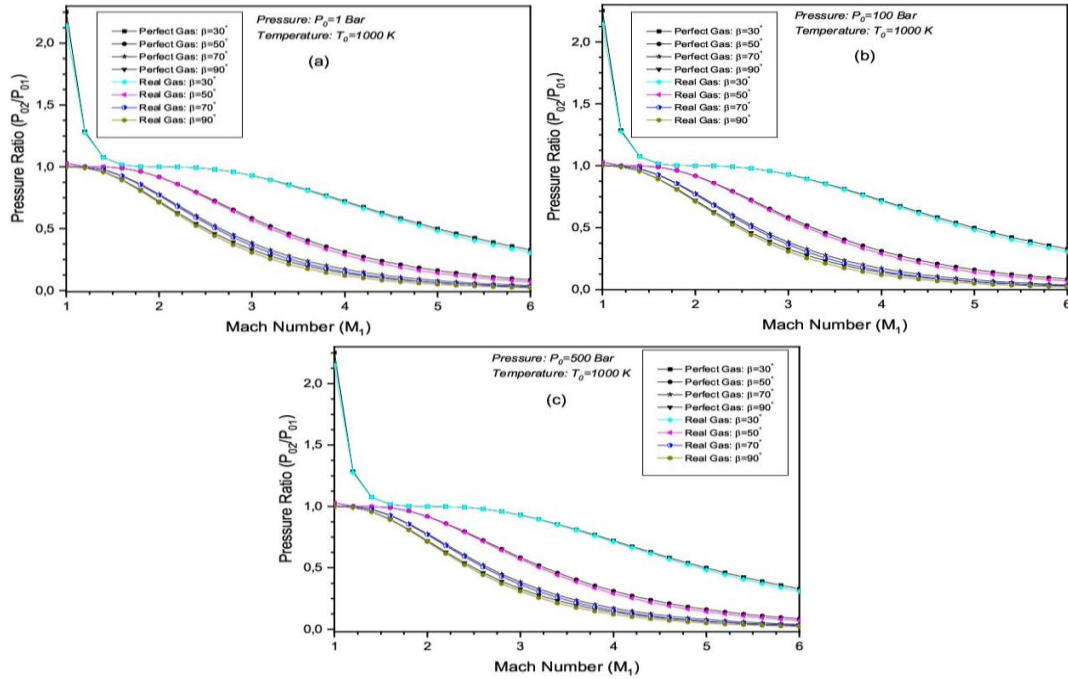 Pressure: P₀=1 Bar
Temperature: T₀=1000 K
(a)
Perfect Gas: β=30°
Perfect Gas: β=50°
Perfect Gas: β=70°
Perfect Gas: β=90°
Real Gas: β=30°
Real Gas: β=50°
Real Gas: β=70°
Real Gas: β=90°
Pressure Ratio (P₀₂/P₀₁)
2,0
1,5
1,0
0,5
0,0
1 2 3 4 5 6
Mach Number (M₁)
Pressure: P₀=100 Bar
Temperature: T₀=1000 K
(b)
Perfect Gas: β=30°
Perfect Gas: β=50°
Perfect Gas: β=70°
Perfect Gas: β=90°
Real Gas: β=30°
Real Gas: β=50°
Real Gas: β=70°
Real Gas: β=90°
Pressure Ratio (P₀₂/P₀₁)
2,0
1,5
1,0
0,5
0,0
1 2 3 4 5 6
Mach Number (M₁)
Pressure: P₀=500 Bar
Temperature: T₀=1000 K
(c)
Perfect Gas: β=30°
Perfect Gas: β=50°
Perfect Gas: β=70°
Perfect Gas: β=90°
Real Gas: β=30°
Real Gas: β=50°
Real Gas: β=70°
Real Gas: β=90°
Pressure Ratio (P₀₂/P₀₁)
2,0
1,5
1,0
0,5
0,0
1 2 3 4 5 6
Mach Number (M₁)